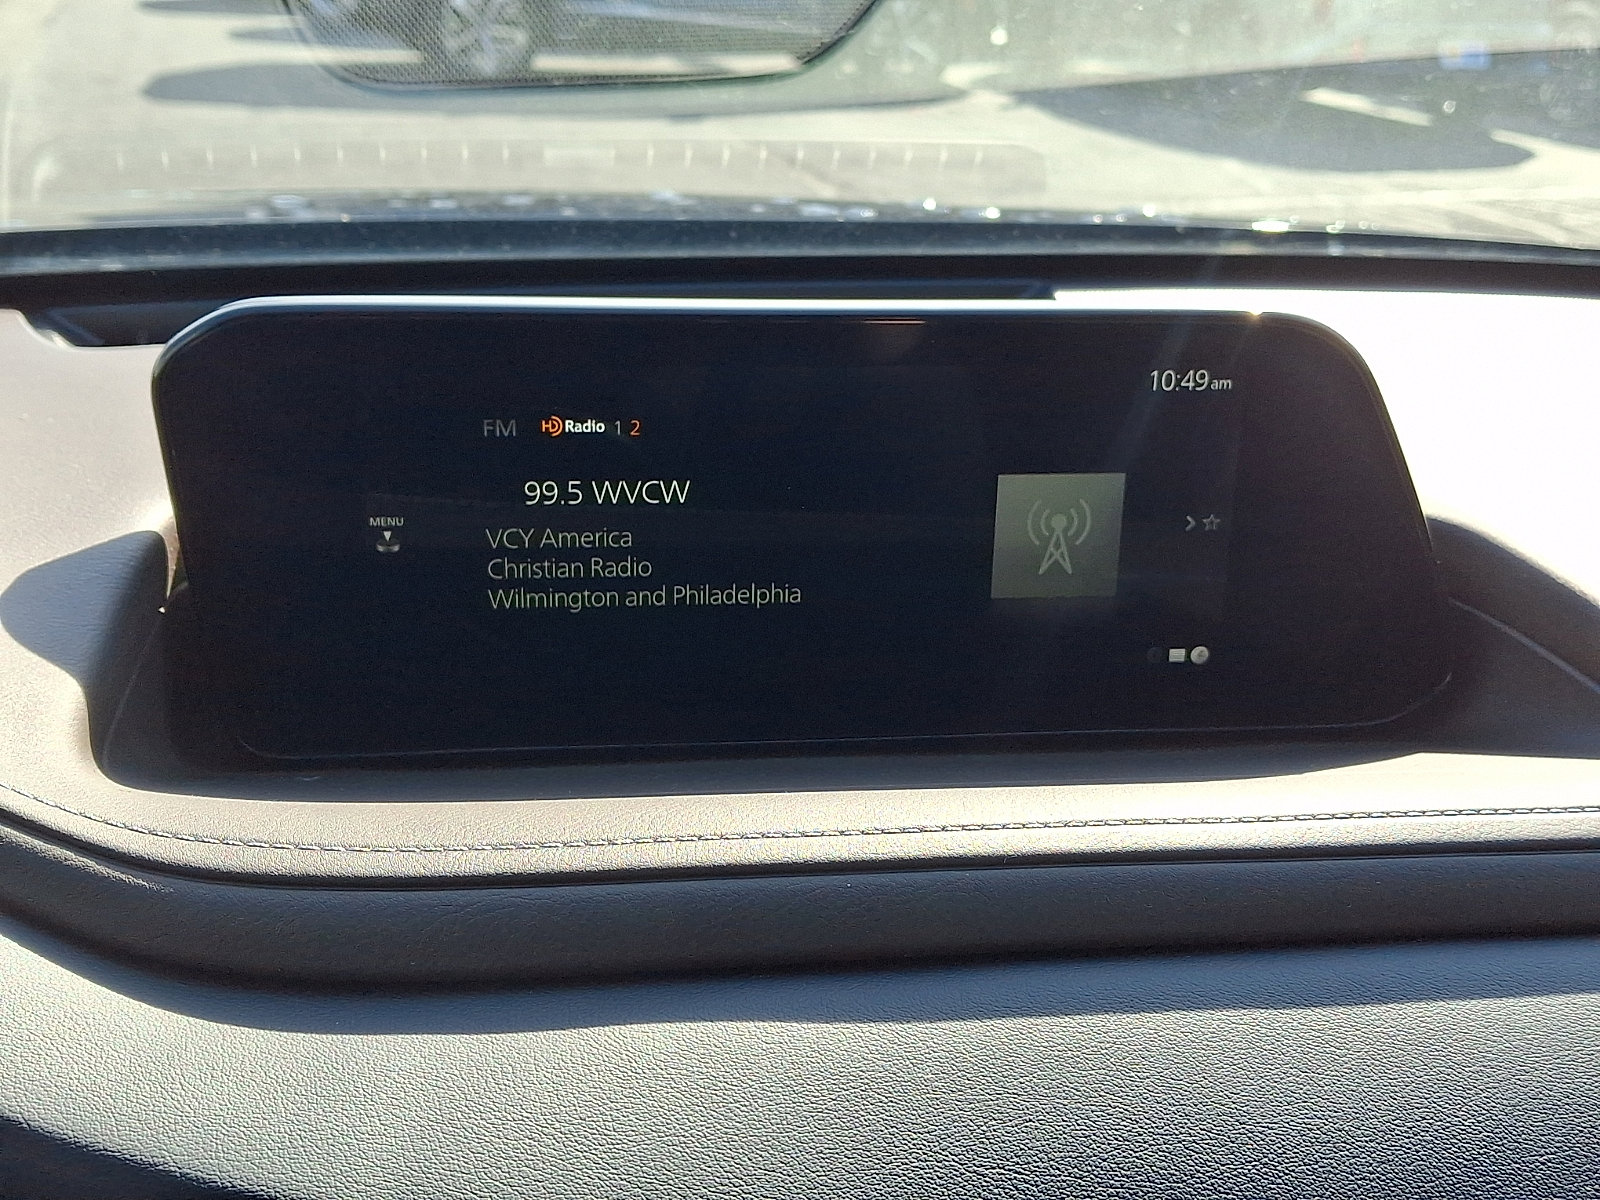 10:49am
FM HD Radio 1 2
99.5 WVCW
MENU
VCY America
Christian Radio
Wilmington and Philadelphia